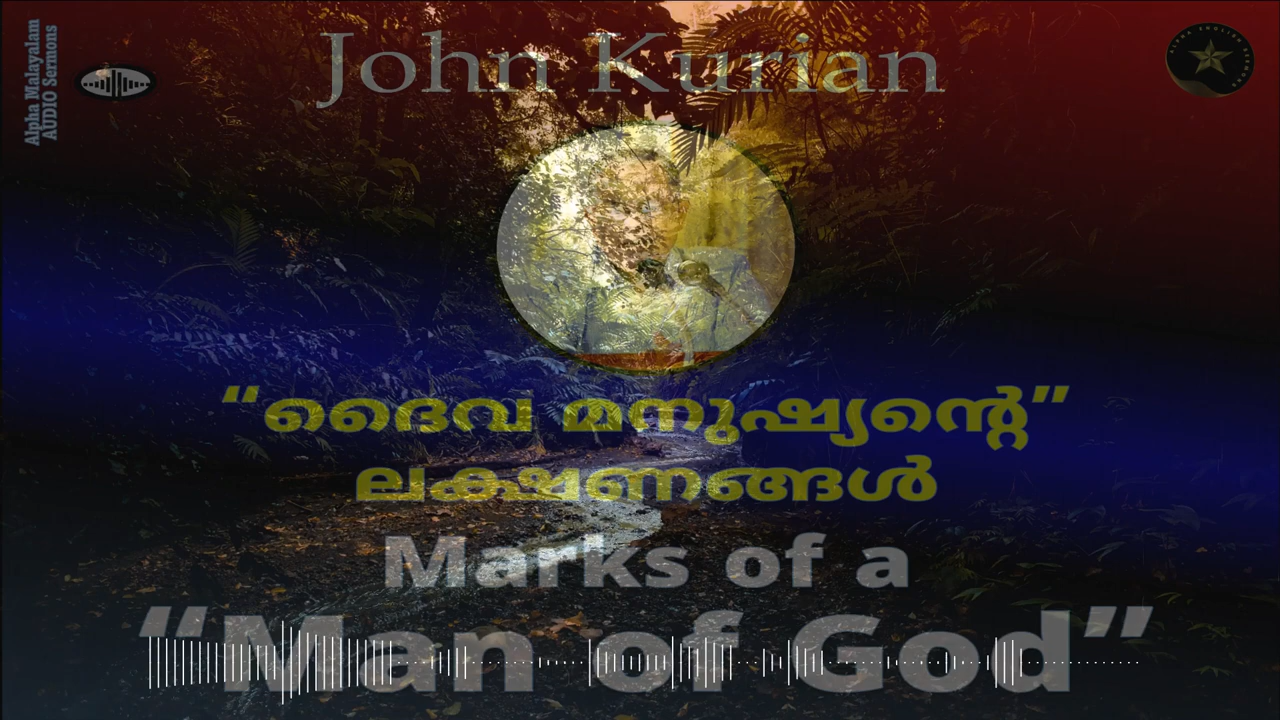 Alpha Malayalam
AUDIO Sermons
John Kurian
“ദൈവ മനുഷ്യന്റെ”
ലക്ഷണങ്ങൾ
Marks of a
“Man of God”